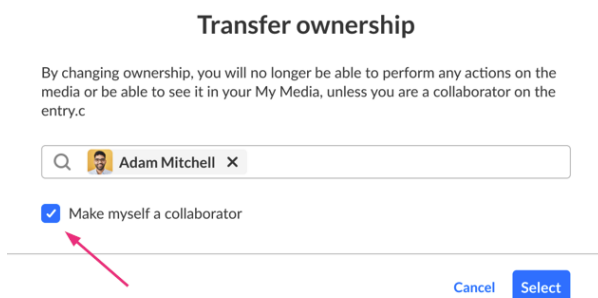 Transfer ownership
By changing ownership, you will no longer be able to perform any actions on the
media or be able to see it in your My Media, unless you are a collaborator on the
entry.c
Adam Mitchell
Make myself a collaborator
Cancel Select